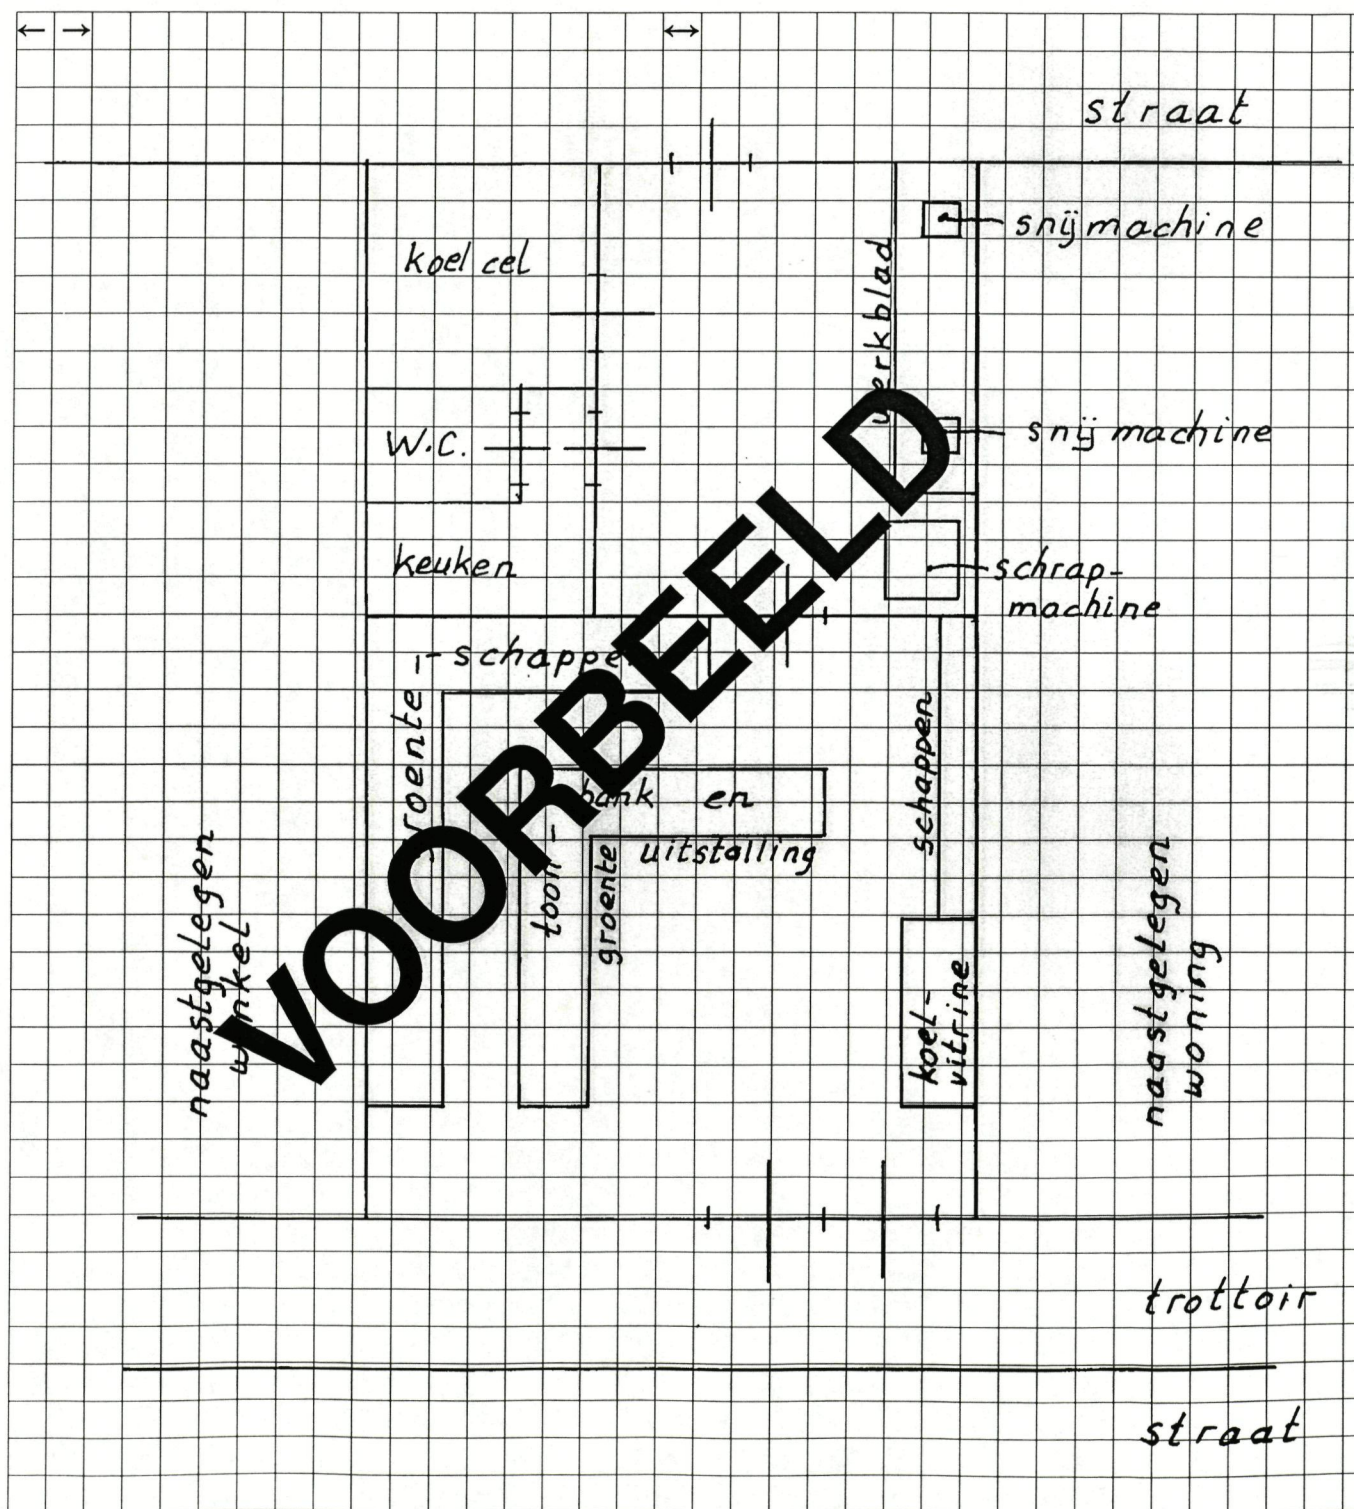 straat
koel cel
snijmachine
werkblad
W.C.
snij machine
keuken
schrap-
machine
groente - schappen
schappen
toon - bank en
groente uitstalling
koel-
vitrine
naastgelegen
winkel
naastgelegen
woning
trottoir
straat
VOORBEELD